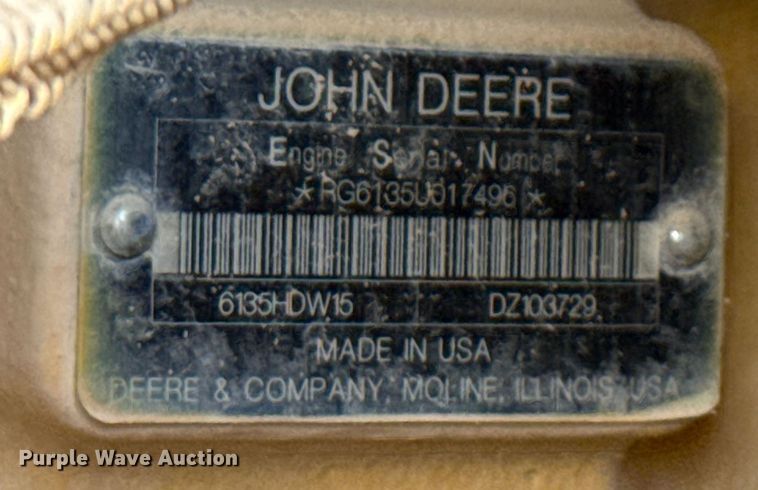 JOHN DEERE
Engine Serial Number
*RG6135U017496*
6135HDW15 DZ103729
MADE IN USA
DEERE & COMPANY, MOLINE, ILLINOIS, USA
Purple Wave Auction